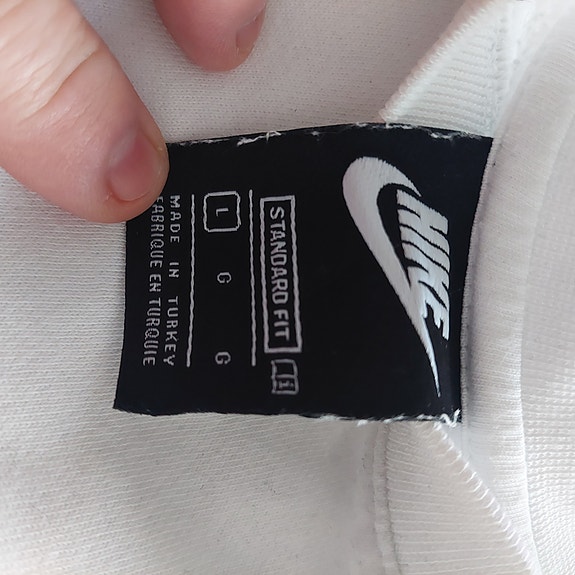 NIKE
STANDARD FIT
L G G
MADE IN TURKEY
FABRIQUE EN TURQUIE